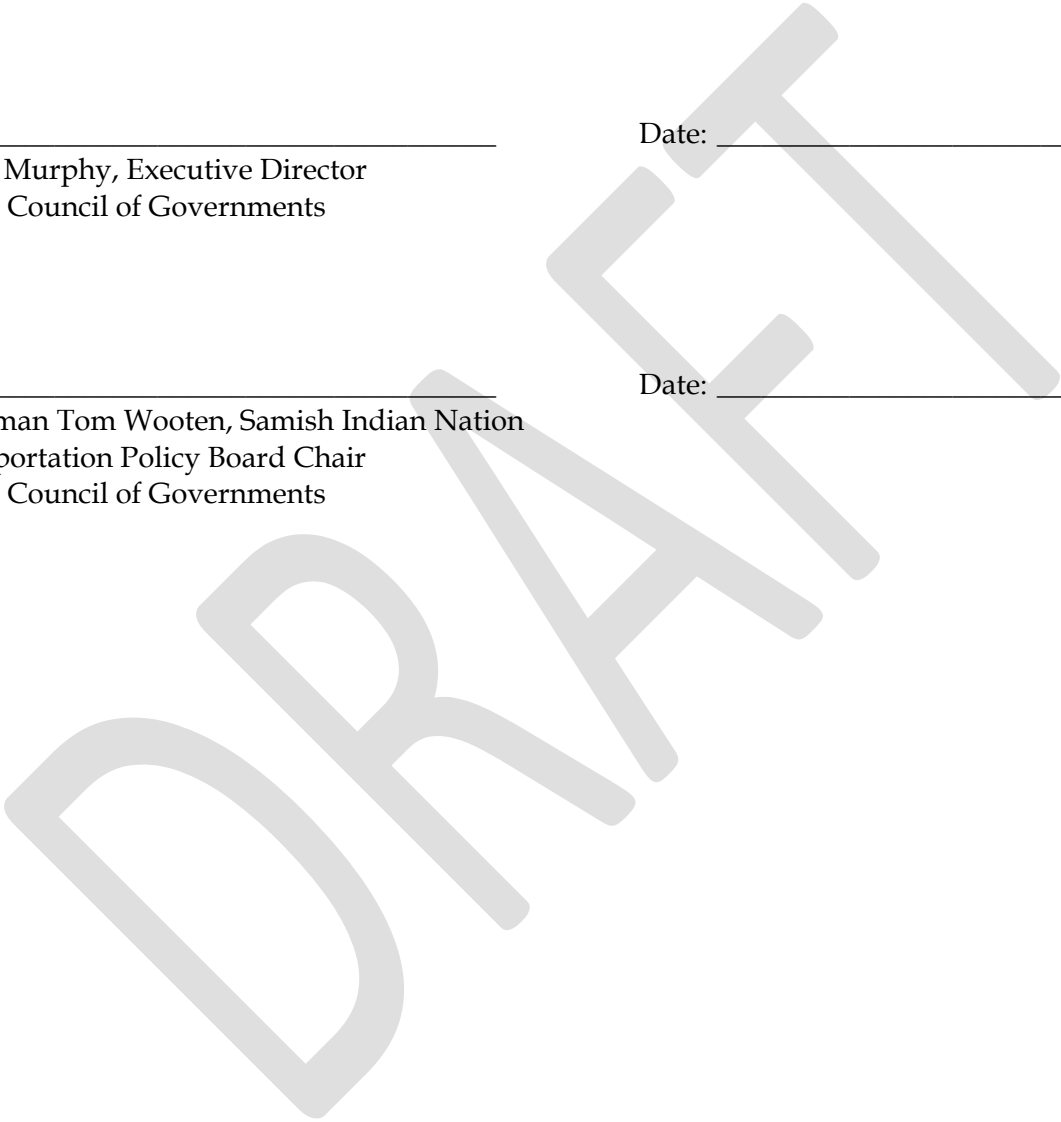 Date:
Murphy, Executive Director
Council of Governments
Date:
man Tom Wooten, Samish Indian Nation
portation Policy Board Chair
Council of Governments
DRAFT